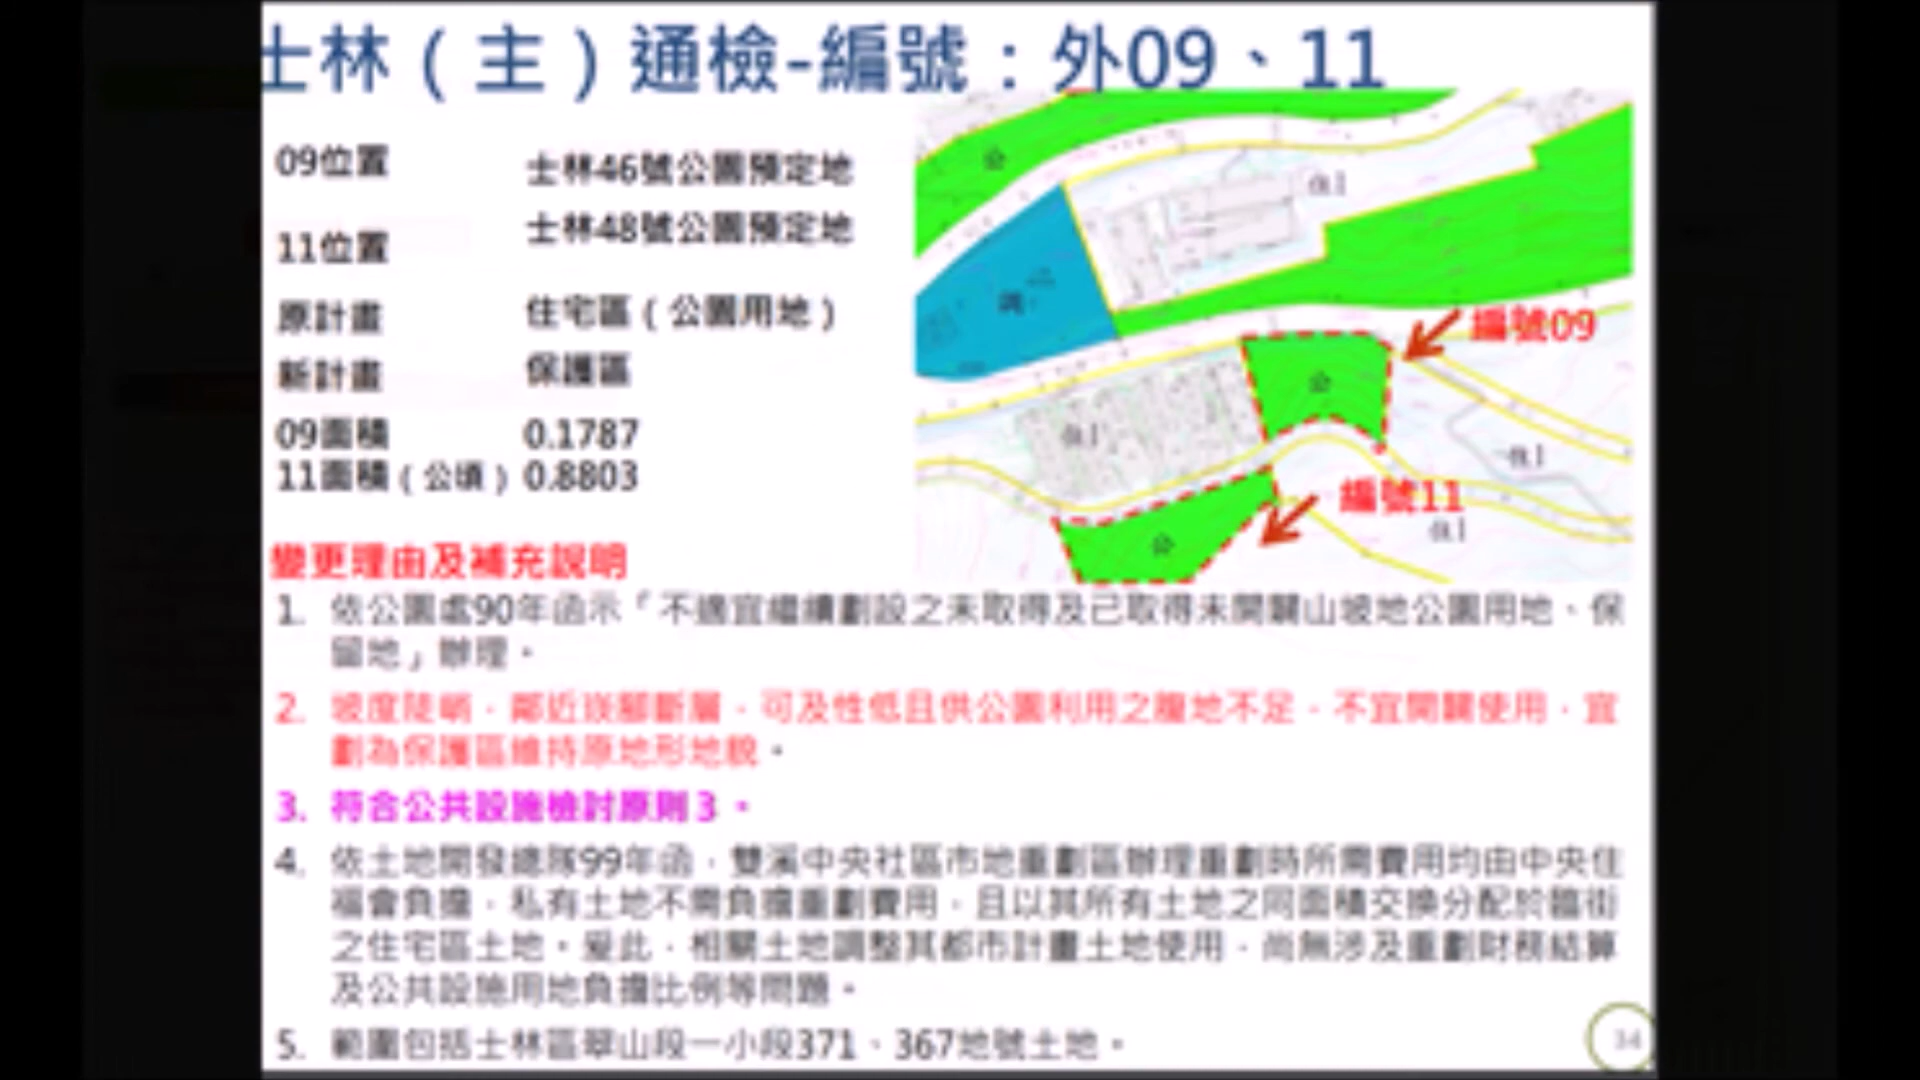 士林（主）通檢-編號：外09、11
09位置 士林46號公園預定地
11位置 士林48號公園預定地
原計畫 住宅區（公園用地）
新計畫 保護區
09面積 0.1787
11面積（公頃） 0.8803
公
住1
編號09
公
住1
住1
編號11
住1
公
變更理由及補充說明
1. 依公園處90年函示「不適宜繼續劃設之未取得及已取得未開闢山坡地公園用地、保
留地」辦理。
2. 坡度陡峭，鄰近崁腳斷層，可及性低且供公園利用之腹地不足，不宜開闢使用，宜
劃為保護區維持原地形地貌。
3. 符合公共設施檢討原則3。
4. 依土地開發總隊99年函，雙溪中央社區市地重劃區辦理重劃時所需費用均由中央住
福會負擔，私有土地不需負擔重劃費用，且以其所有土地之同面積交換分配於臨街
之住宅區土地。爰此，相關土地調整其都市計畫土地使用，尚無涉及重劃財務結算
及公共設施用地負擔比例等問題。
5. 範圍包括士林區翠山段一小段371、367地號土地。
34